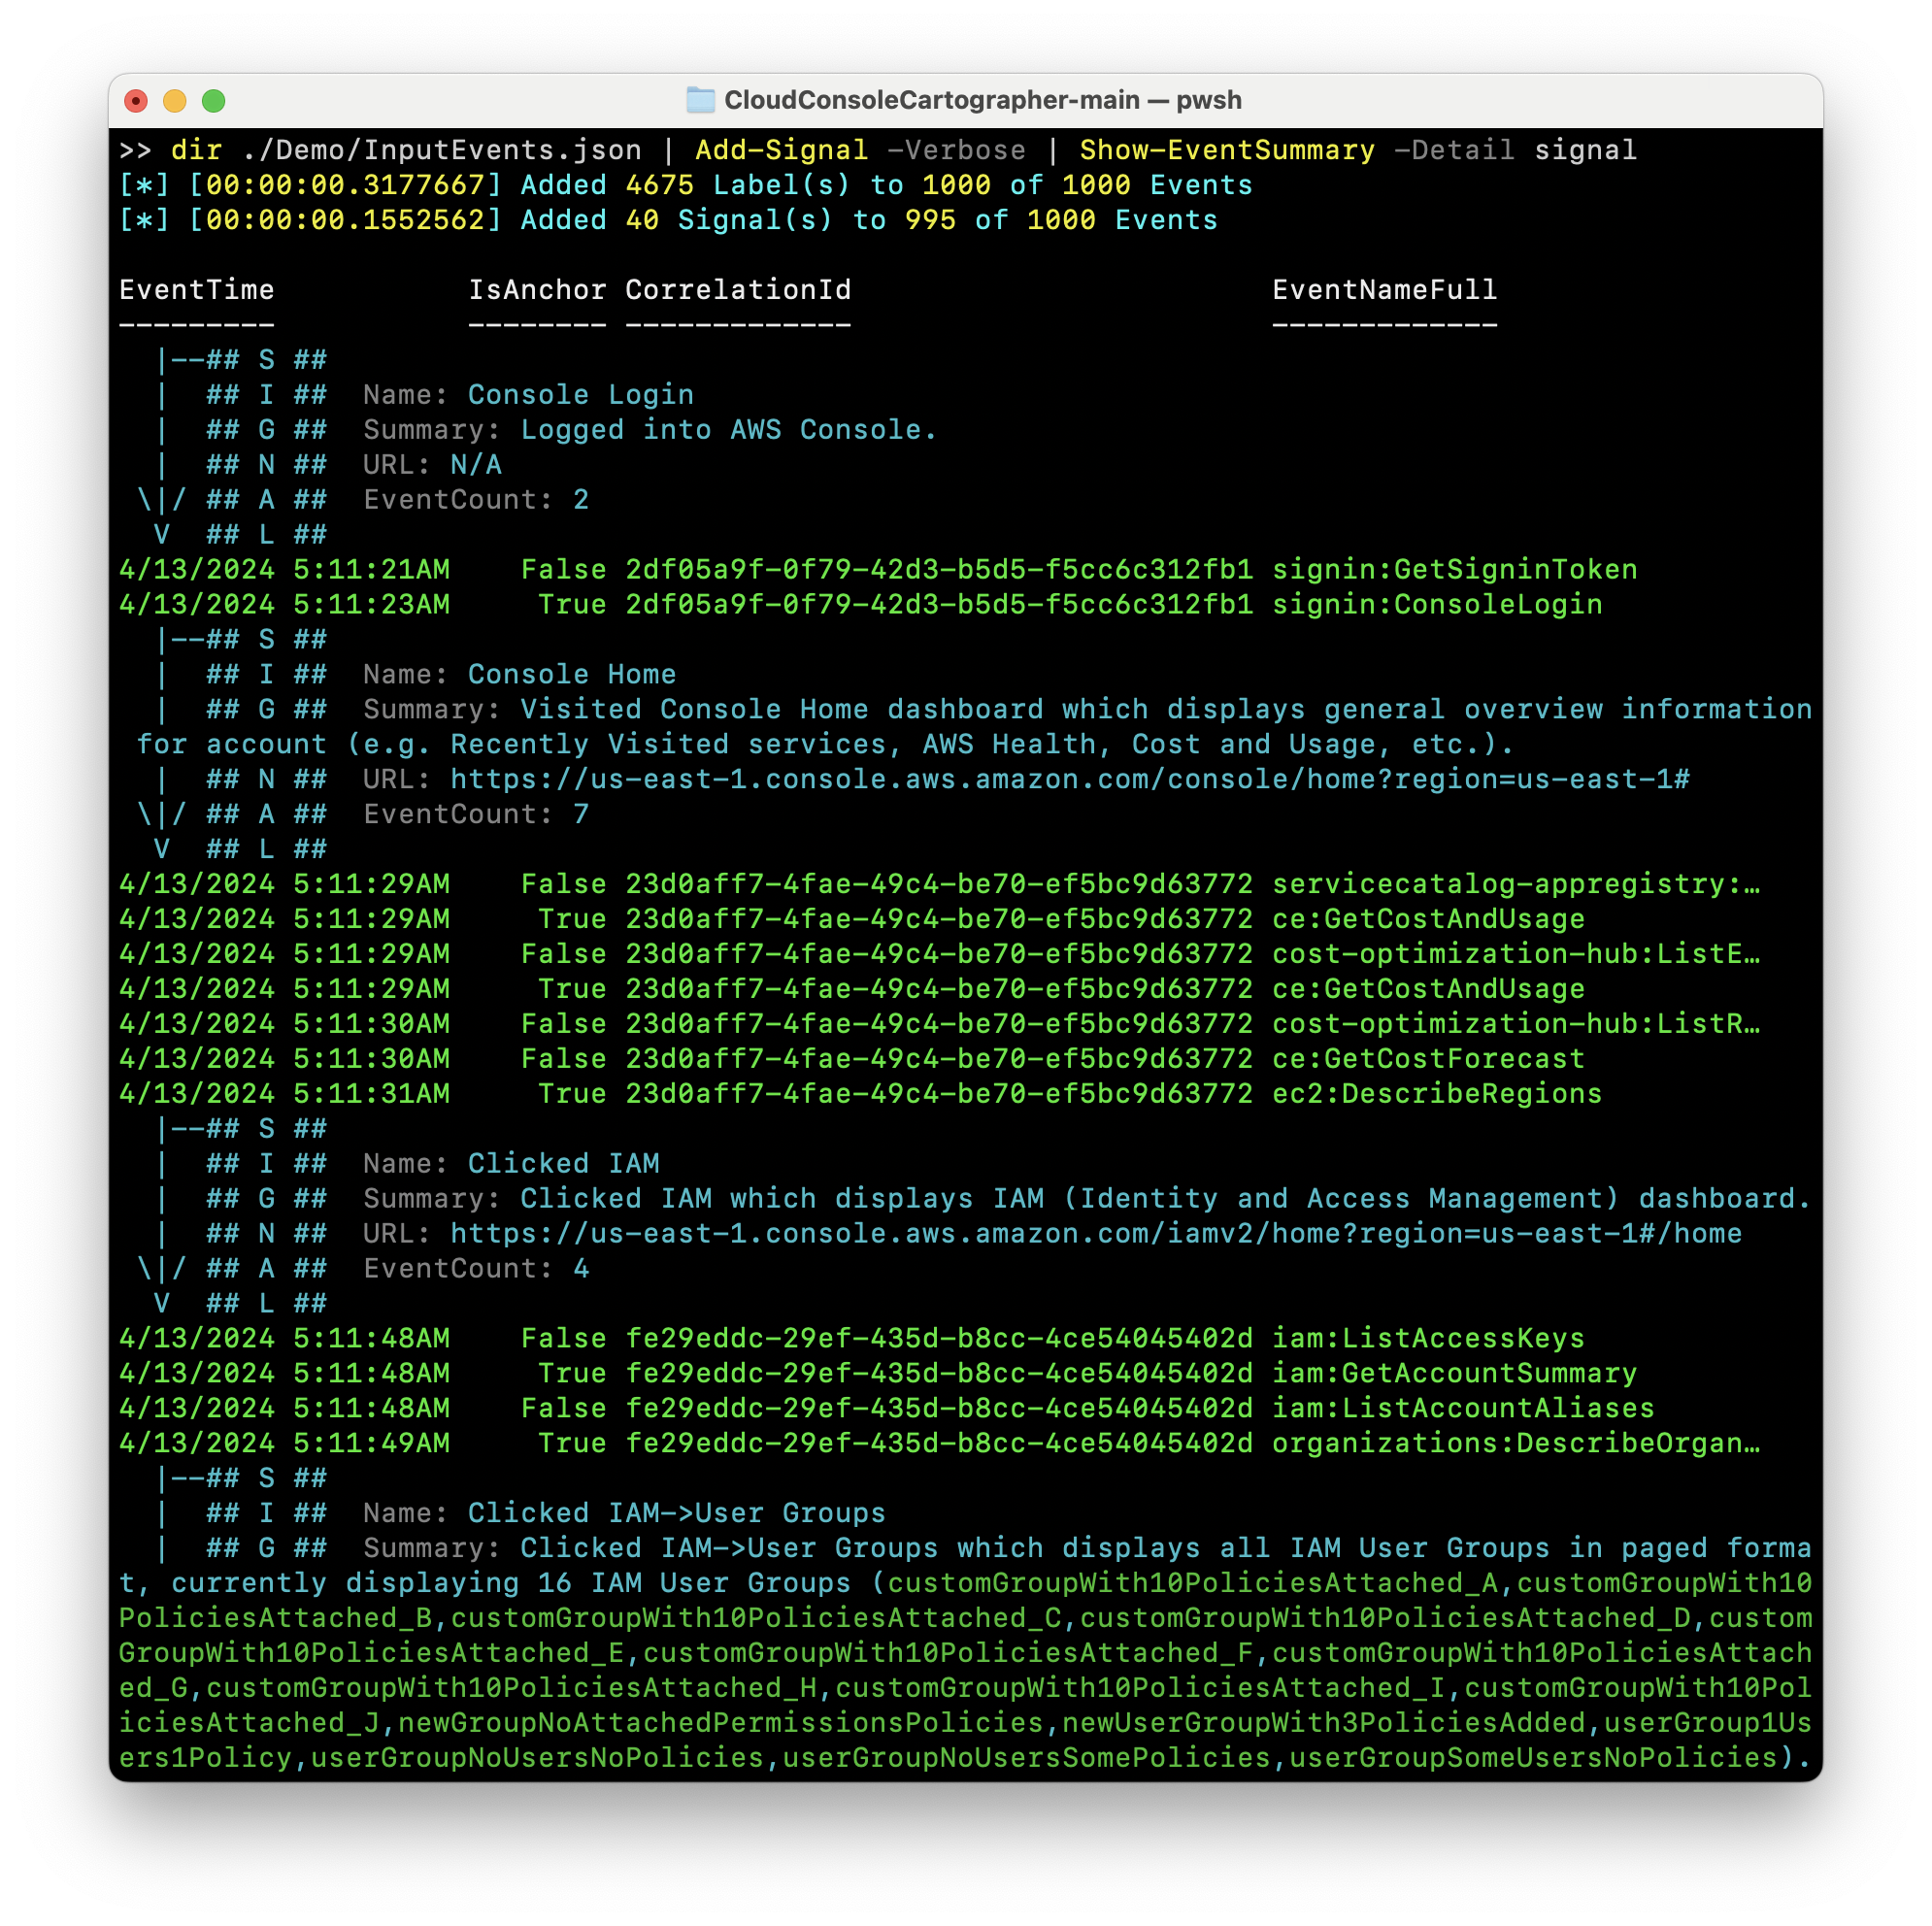 CloudConsoleCartographer-main — pwsh
>> dir ./Demo/InputEvents.json | Add-Signal -Verbose | Show-EventSummary -Detail signal
[*] [00:00:00.3177667] Added 4675 Label(s) to 1000 of 1000 Events
[*] [00:00:00.1552562] Added 40 Signal(s) to 995 of 1000 Events
EventTime           IsAnchor CorrelationId                        EventNameFull
---------           -------- -------------                        -------------
  |--## S ##
  |  ## I ##  Name: Console Login
  |  ## G ##  Summary: Logged into AWS Console.
  |  ## N ##  URL: N/A
 \|/ ## A ##  EventCount: 2
  V  ## L ##
4/13/2024 5:11:21AM    False 2df05a9f-0f79-42d3-b5d5-f5cc6c312fb1 signin:GetSigninToken
4/13/2024 5:11:23AM     True 2df05a9f-0f79-42d3-b5d5-f5cc6c312fb1 signin:ConsoleLogin
  |--## S ##
  |  ## I ##  Name: Console Home
  |  ## G ##  Summary: Visited Console Home dashboard which displays general overview information
 for account (e.g. Recently Visited services, AWS Health, Cost and Usage, etc.).
  |  ## N ##  URL: https://us-east-1.console.aws.amazon.com/console/home?region=us-east-1#
 \|/ ## A ##  EventCount: 7
  V  ## L ##
4/13/2024 5:11:29AM    False 23d0aff7-4fae-49c4-be70-ef5bc9d63772 servicecatalog-appregistry:…
4/13/2024 5:11:29AM     True 23d0aff7-4fae-49c4-be70-ef5bc9d63772 ce:GetCostAndUsage
4/13/2024 5:11:29AM    False 23d0aff7-4fae-49c4-be70-ef5bc9d63772 cost-optimization-hub:ListE…
4/13/2024 5:11:29AM     True 23d0aff7-4fae-49c4-be70-ef5bc9d63772 ce:GetCostAndUsage
4/13/2024 5:11:30AM    False 23d0aff7-4fae-49c4-be70-ef5bc9d63772 cost-optimization-hub:ListR…
4/13/2024 5:11:30AM    False 23d0aff7-4fae-49c4-be70-ef5bc9d63772 ce:GetCostForecast
4/13/2024 5:11:31AM     True 23d0aff7-4fae-49c4-be70-ef5bc9d63772 ec2:DescribeRegions
  |--## S ##
  |  ## I ##  Name: Clicked IAM
  |  ## G ##  Summary: Clicked IAM which displays IAM (Identity and Access Management) dashboard.
  |  ## N ##  URL: https://us-east-1.console.aws.amazon.com/iamv2/home?region=us-east-1#/home
 \|/ ## A ##  EventCount: 4
  V  ## L ##
4/13/2024 5:11:48AM    False fe29eddc-29ef-435d-b8cc-4ce54045402d iam:ListAccessKeys
4/13/2024 5:11:48AM     True fe29eddc-29ef-435d-b8cc-4ce54045402d iam:GetAccountSummary
4/13/2024 5:11:48AM    False fe29eddc-29ef-435d-b8cc-4ce54045402d iam:ListAccountAliases
4/13/2024 5:11:49AM     True fe29eddc-29ef-435d-b8cc-4ce54045402d organizations:DescribeOrgan…
  |--## S ##
  |  ## I ##  Name: Clicked IAM->User Groups
  |  ## G ##  Summary: Clicked IAM->User Groups which displays all IAM User Groups in paged forma
t, currently displaying 16 IAM User Groups (customGroupWith10PoliciesAttached_A,customGroupWith10
PoliciesAttached_B,customGroupWith10PoliciesAttached_C,customGroupWith10PoliciesAttached_D,custom
GroupWith10PoliciesAttached_E,customGroupWith10PoliciesAttached_F,customGroupWith10PoliciesAttach
ed_G,customGroupWith10PoliciesAttached_H,customGroupWith10PoliciesAttached_I,customGroupWith10Pol
iciesAttached_J,newGroupNoAttachedPermissionsPolicies,newUserGroupWith3PoliciesAdded,userGroup1Us
ers1Policy,userGroupNoUsersNoPolicies,userGroupNoUsersSomePolicies,userGroupSomeUsersNoPolicies).